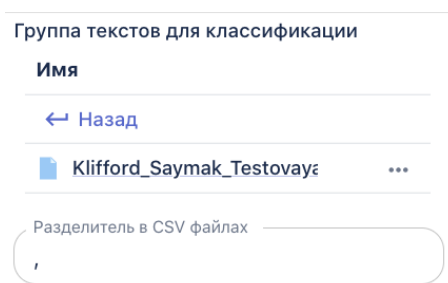 Группа текстов для классификации
Имя
Назад
Klifford_Saymak_Testovaya
Разделитель в CSV файлах
,